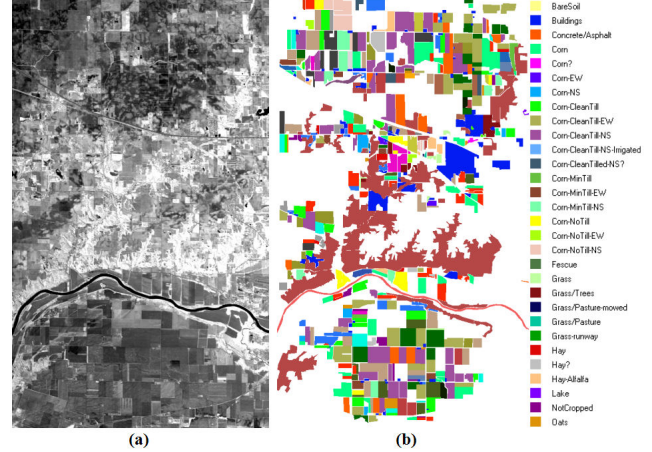 BareSoil
Buildings
Concrete/Asphalt
Corn
Corn?
Corn-EW
Corn-NS
Corn-CleanTill
Corn-CleanTill-EW
Corn-CleanTill-NS
Corn-CleanTill-NS-Irrigated
Corn-CleanTilled-NS?
Corn-MinTill
Corn-MinTill-EW
Corn-MinTill-NS
Corn-NoTill
Corn-NoTill-EW
Corn-NoTill-NS
Fescue
Grass
Grass/Trees
Grass/Pasture-mowed
Grass/Pasture
Grass-runway
Hay
Hay?
Hay-Alfalfa
Lake
NotCropped
Oats
(a)
(b)